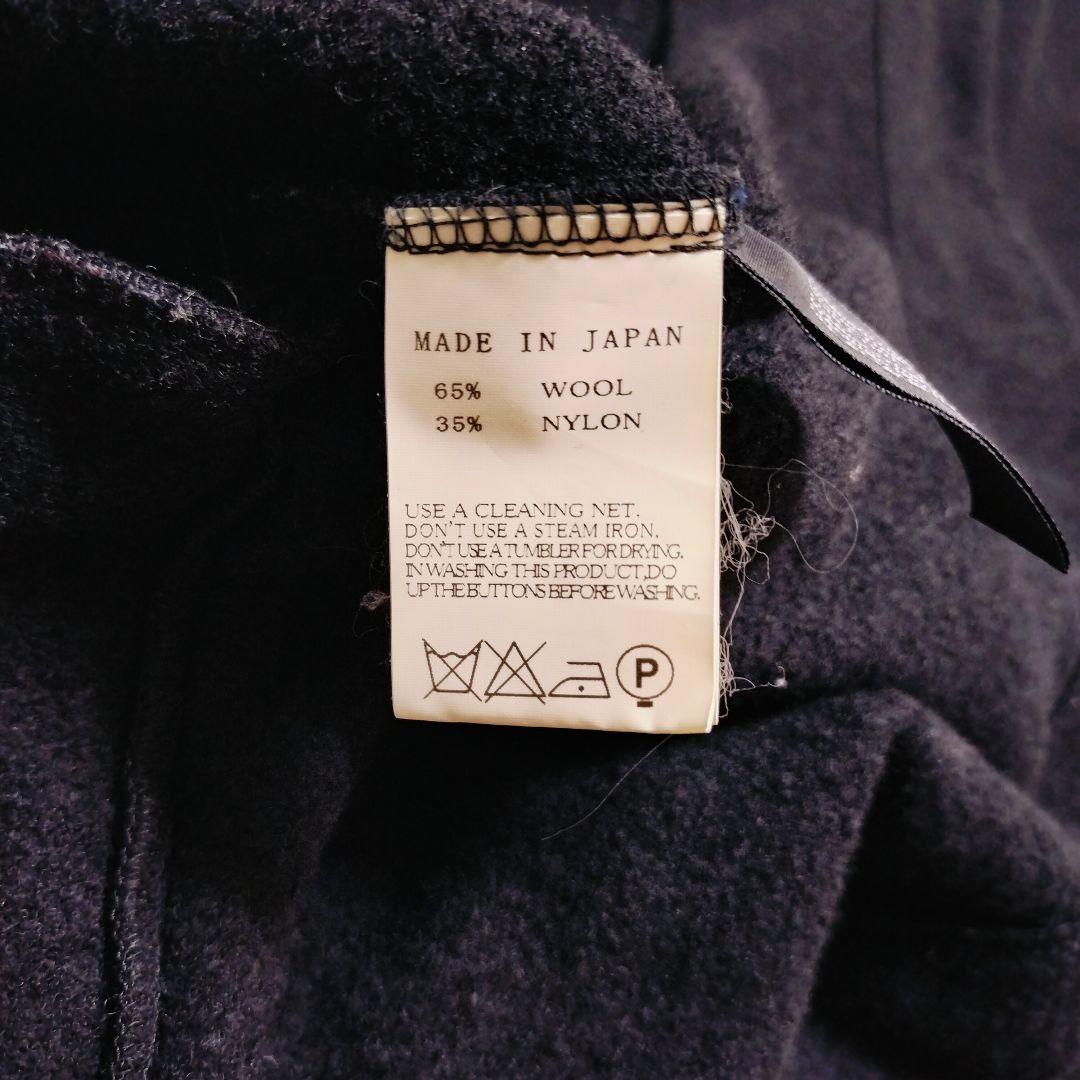 MADE IN JAPAN
65% WOOL
35% NYLON
USE A CLEANING NET.
DON'T USE A STEAM IRON.
DON'T USE A TUMBLER FOR DRYING.
IN WASHING THIS PRODUCT,DO
UP THE BUTTONS BEFORE WASHING.
P